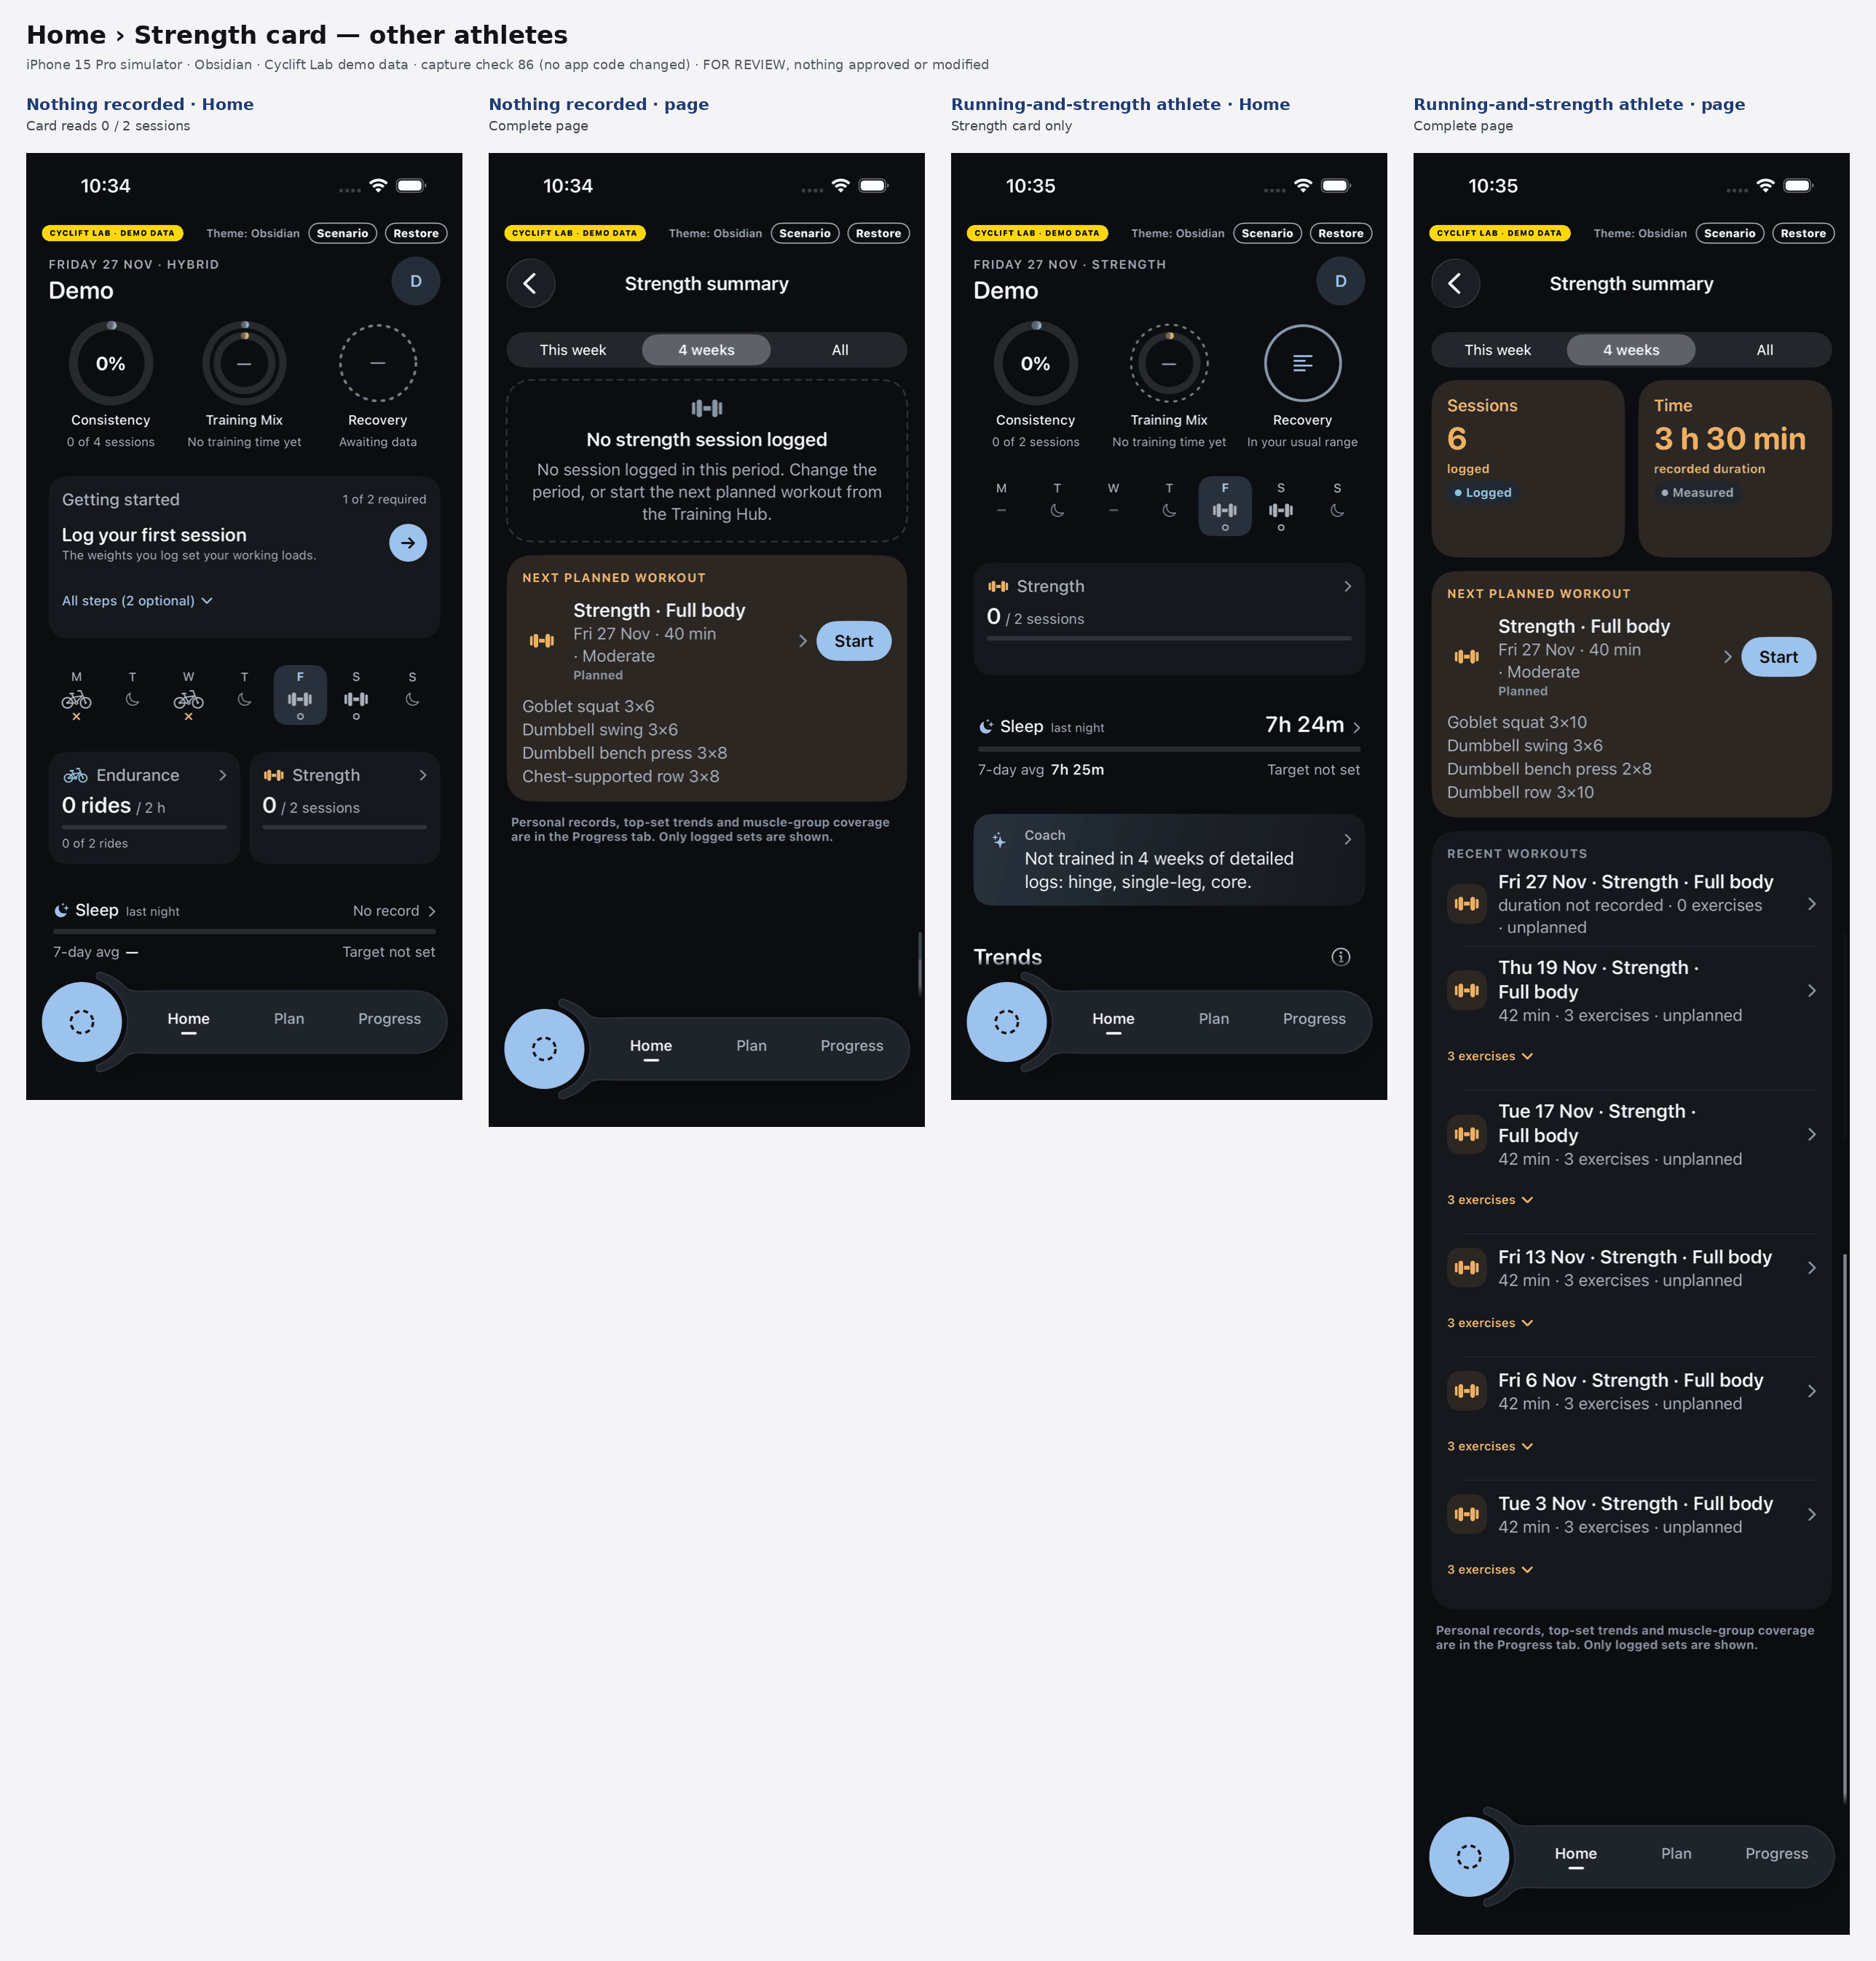 Home › Strength card — other athletes
iPhone 15 Pro simulator · Obsidian · Cyclift Lab demo data · capture check 86 (no app code changed) · FOR REVIEW, nothing approved or modified
Nothing recorded · Home
Card reads 0 / 2 sessions
10:34
CYCLIFT LAB · DEMO DATA
Theme: Obsidian
Scenario
Restore
FRIDAY 27 NOV · HYBRID
Demo
D
0%
—
—
Consistency
Training Mix
Recovery
0 of 4 sessions
No training time yet
Awaiting data
Getting started
1 of 2 required
Log your first session
The weights you log set your working loads.
All steps (2 optional)
M T W T F S S
Endurance
0 rides / 2 h
0 of 2 rides
Strength
0 / 2 sessions
Sleep last night
No record
7-day avg —
Target not set
Home
Plan
Progress
Nothing recorded · page
Complete page
10:34
CYCLIFT LAB · DEMO DATA
Theme: Obsidian
Scenario
Restore
Strength summary
This week
4 weeks
All
No strength session logged
No session logged in this period. Change the
period, or start the next planned workout from
the Training Hub.
NEXT PLANNED WORKOUT
Strength · Full body
Fri 27 Nov · 40 min
· Moderate
Planned
Start
Goblet squat 3×6
Dumbbell swing 3×6
Dumbbell bench press 3×8
Chest-supported row 3×8
Personal records, top-set trends and muscle-group coverage
are in the Progress tab. Only logged sets are shown.
Home
Plan
Progress
Running-and-strength athlete · Home
Strength card only
10:35
CYCLIFT LAB · DEMO DATA
Theme: Obsidian
Scenario
Restore
FRIDAY 27 NOV · STRENGTH
Demo
D
0%
—
Consistency
Training Mix
Recovery
0 of 2 sessions
No training time yet
In your usual range
M T W T F S S
Strength
0 / 2 sessions
Sleep last night
7h 24m
7-day avg 7h 25m
Target not set
Coach
Not trained in 4 weeks of detailed
logs: hinge, single-leg, core.
Trends
Home
Plan
Progress
Running-and-strength athlete · page
Complete page
10:35
CYCLIFT LAB · DEMO DATA
Theme: Obsidian
Scenario
Restore
Strength summary
This week
4 weeks
All
Sessions
6
logged
Logged
Time
3 h 30 min
recorded duration
Measured
NEXT PLANNED WORKOUT
Strength · Full body
Fri 27 Nov · 40 min
· Moderate
Planned
Start
Goblet squat 3×10
Dumbbell swing 3×6
Dumbbell bench press 2×8
Dumbbell row 3×10
RECENT WORKOUTS
Fri 27 Nov · Strength · Full body
duration not recorded · 0 exercises
· unplanned
Thu 19 Nov · Strength ·
Full body
42 min · 3 exercises · unplanned
3 exercises
Tue 17 Nov · Strength ·
Full body
42 min · 3 exercises · unplanned
3 exercises
Fri 13 Nov · Strength · Full body
42 min · 3 exercises · unplanned
3 exercises
Fri 6 Nov · Strength · Full body
42 min · 3 exercises · unplanned
3 exercises
Tue 3 Nov · Strength · Full body
42 min · 3 exercises · unplanned
3 exercises
Personal records, top-set trends and muscle-group coverage
are in the Progress tab. Only logged sets are shown.
Home
Plan
Progress